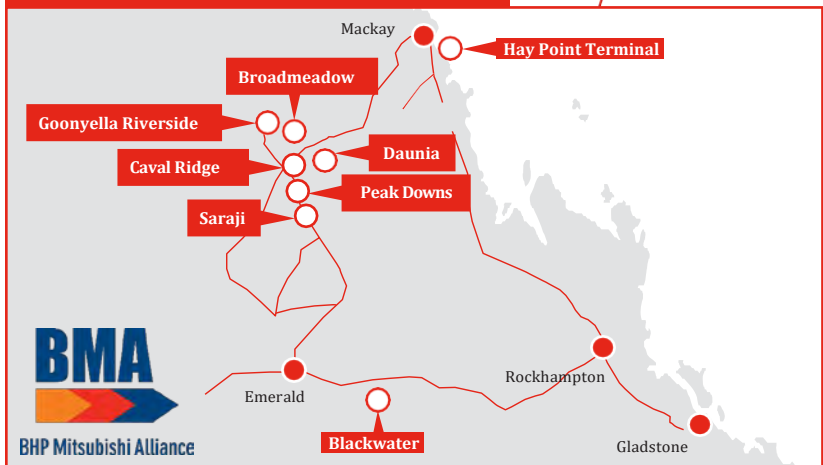 Mackay
Hay Point Terminal
Broadmeadow
Goonyella Riverside
Daunia
Caval Ridge
Peak Downs
Saraji
BMA
BHP Mitsubishi Alliance
Emerald
Rockhampton
Blackwater
Gladstone